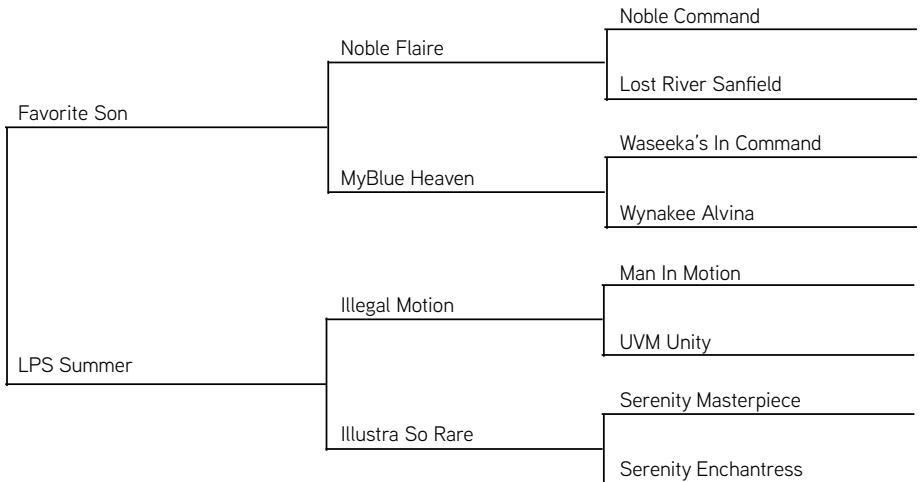 Noble Command
Noble Flaire
Lost River Sanfield
Favorite Son
Waseeka's In Command
MyBlue Heaven
Wynakee Alvina
Man In Motion
Illegal Motion
UVM Unity
LPS Summer
Serenity Masterpiece
Illustra So Rare
Serenity Enchantress